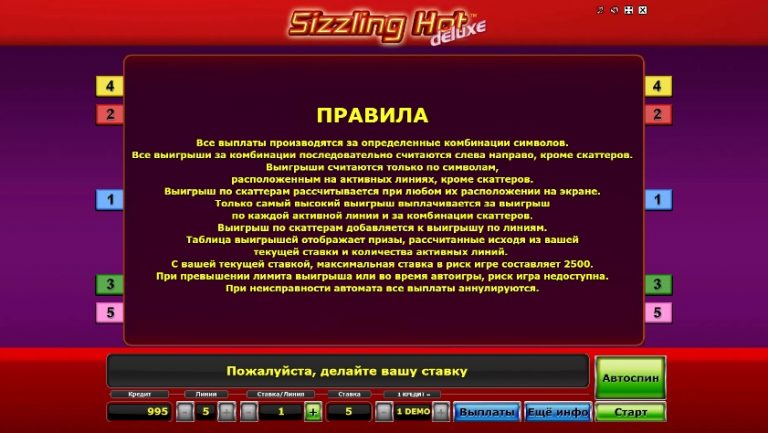 Sizzling Hot™
deluxe
4
4
2
2
ПРАВИЛА
Все выплаты производятся за определенные комбинации символов.
Все выигрыши за комбинации последовательно считаются слева направо, кроме скаттеров.
Выигрыши считаются только по символам,
расположенным на активных линиях, кроме скаттеров.
Выигрыш по скаттерам рассчитывается при любом их расположении на экране.
Только самый высокий выигрыш выплачивается за выигрыш
по каждой активной линии и за комбинации скаттеров.
Выигрыш по скаттерам добавляется к выигрышу по линиям.
Таблица выигрышей отображает призы, рассчитанные исходя из вашей
текущей ставки и количества активных линий.
С вашей текущей ставкой, максимальная ставка в риск игре составляет 2500.
При превышении лимита выигрыша или во время автоигры, риск игра недоступна.
При неисправности автомата все выплаты аннулируются.
1
1
3
3
5
5
Пожалуйста, делайте вашу ставку
Автоспин
Кредит Линии Ставка/Линия Ставка 1 КРЕДИТ =
995 - 5 + - 1 + 5 - 1 DEMO + Выплаты Ещё инфо Старт